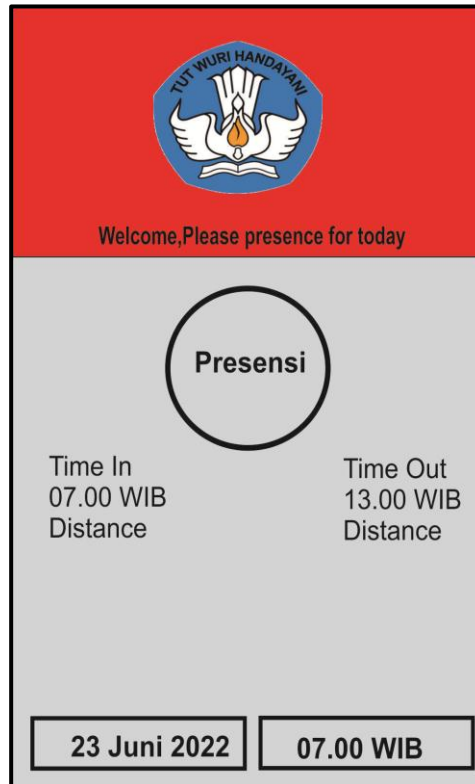 TUT WURI HANDAYANI
Welcome,Please presence for today
Presensi
Time In
07.00 WIB
Distance
Time Out
13.00 WIB
Distance
23 Juni 2022
07.00 WIB